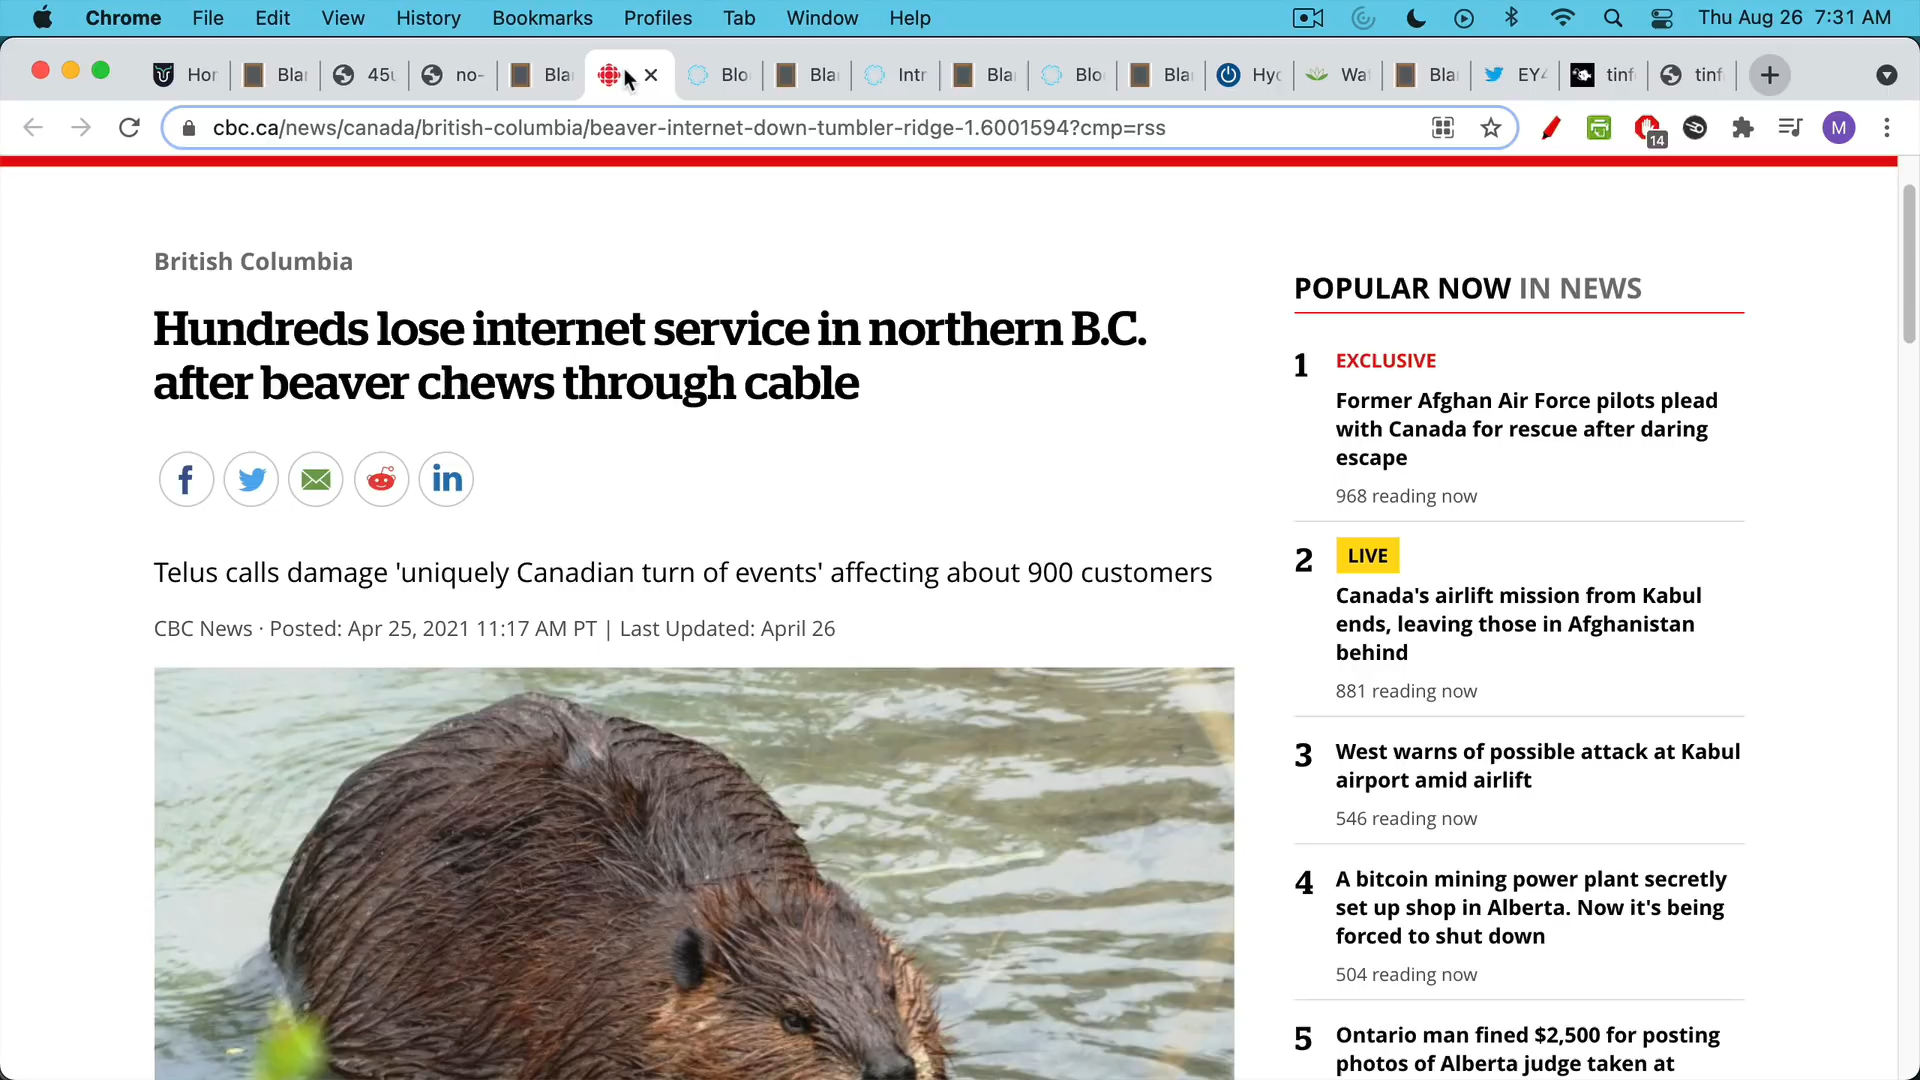 Chrome File Edit View History Bookmarks Profiles Tab Window Help Thu Aug 26 7:31 AM
Hor Blar 45u no- Bla Blo Bla Intr Bla Blo Bla Hyd Wat Bla EY4 tinf tinf
cbc.ca/news/canada/british-columbia/beaver-internet-down-tumbler-ridge-1.6001594?cmp=rss 14 M
British Columbia
Hundreds lose internet service in northern B.C.
after beaver chews through cable
Telus calls damage 'uniquely Canadian turn of events' affecting about 900 customers
CBC News · Posted: Apr 25, 2021 11:17 AM PT | Last Updated: April 26
POPULAR NOW IN NEWS
1 EXCLUSIVE
Former Afghan Air Force pilots plead
with Canada for rescue after daring
escape
968 reading now
2 LIVE
Canada's airlift mission from Kabul
ends, leaving those in Afghanistan
behind
881 reading now
3 West warns of possible attack at Kabul
airport amid airlift
546 reading now
4 A bitcoin mining power plant secretly
set up shop in Alberta. Now it's being
forced to shut down
504 reading now
5 Ontario man fined $2,500 for posting
photos of Alberta judge taken at